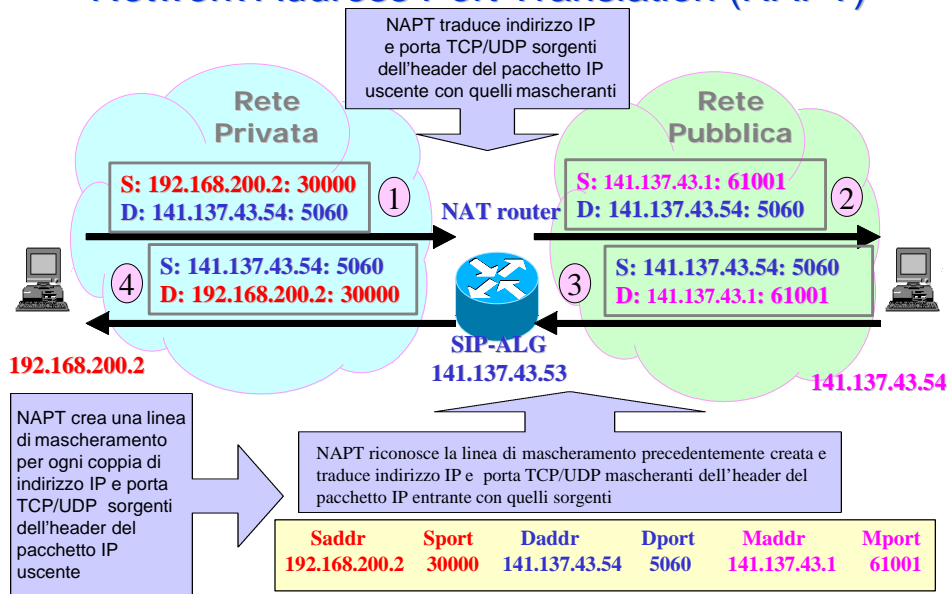 Network Address Port Translation (NAPT)
NAPT traduce indirizzo IP
e porta TCP/UDP sorgenti
dell'header del pacchetto IP
uscente con quelli mascheranti
Rete
Privata
Rete
Pubblica
S: 192.168.200.2: 30000
D: 141.137.43.54: 5060
1
NAT router
S: 141.137.43.1: 61001
D: 141.137.43.54: 5060
2
4
S: 141.137.43.54: 5060
D: 192.168.200.2: 30000
3
S: 141.137.43.54: 5060
D: 141.137.43.1: 61001
SIP-ALG
141.137.43.53
192.168.200.2
141.137.43.54
NAPT crea una linea
di mascheramento
per ogni coppia di
indirizzo IP e porta
TCP/UDP sorgenti
dell'header del
pacchetto IP
uscente
NAPT riconosce la linea di mascheramento precedentemente creata e
traduce indirizzo IP e porta TCP/UDP mascheranti dell'header del
pacchetto IP entrante con quelli sorgenti
Saddr Sport Daddr Dport Maddr Mport
192.168.200.2 30000 141.137.43.54 5060 141.137.43.1 61001